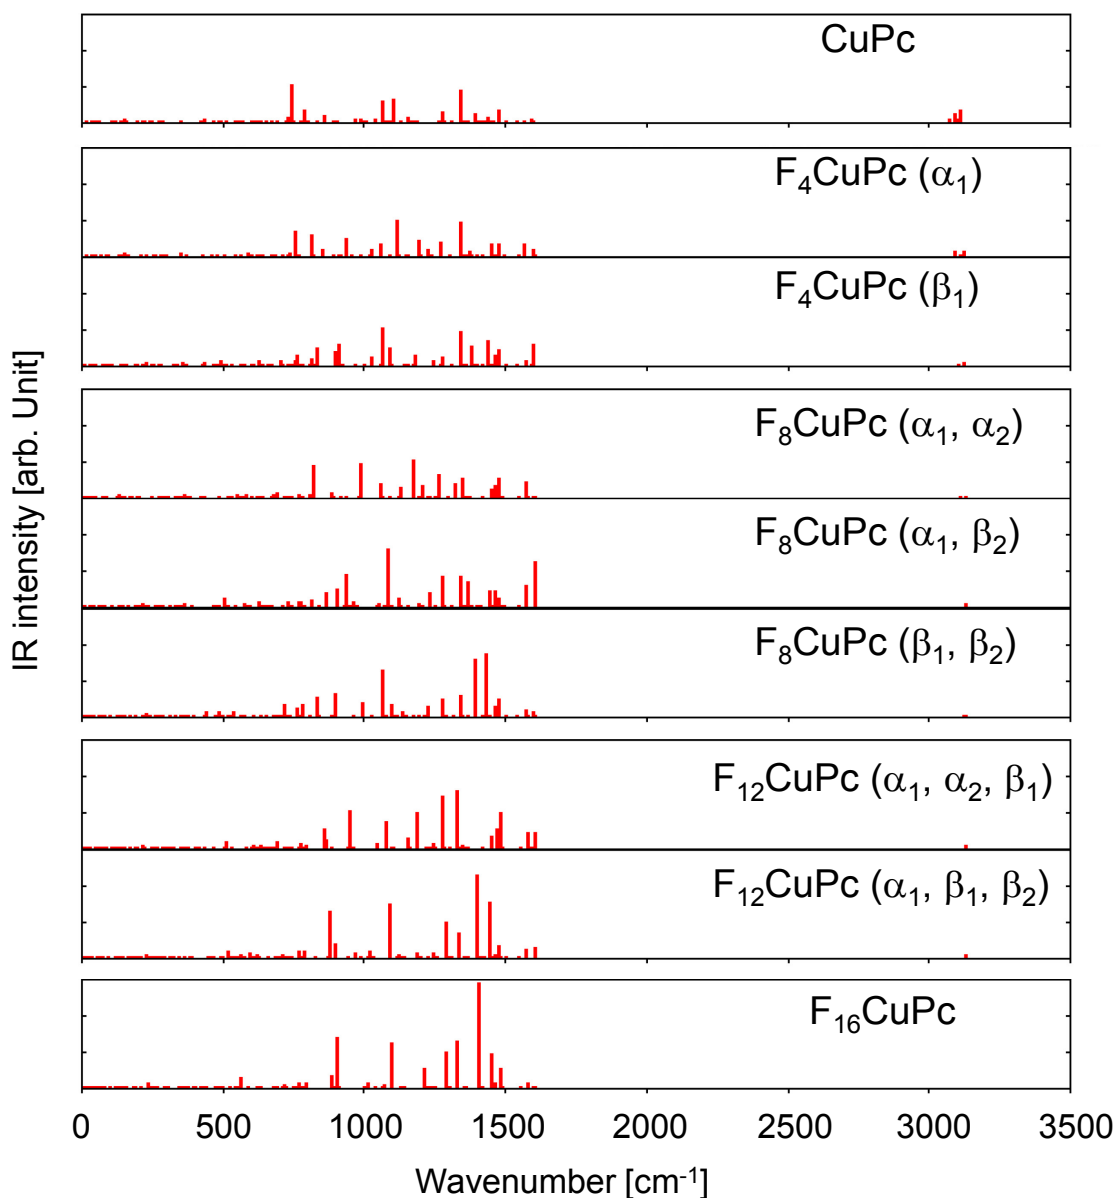 CuPc
F₄CuPc (α₁)
F₄CuPc (β₁)
F₈CuPc (α₁, α₂)
F₈CuPc (α₁, β₂)
F₈CuPc (β₁, β₂)
F₁₂CuPc (α₁, α₂, β₁)
F₁₂CuPc (α₁, β₁, β₂)
F₁₆CuPc
IR intensity [arb. Unit]
0 500 1000 1500 2000 2500 3000 3500
Wavenumber [cm⁻¹]